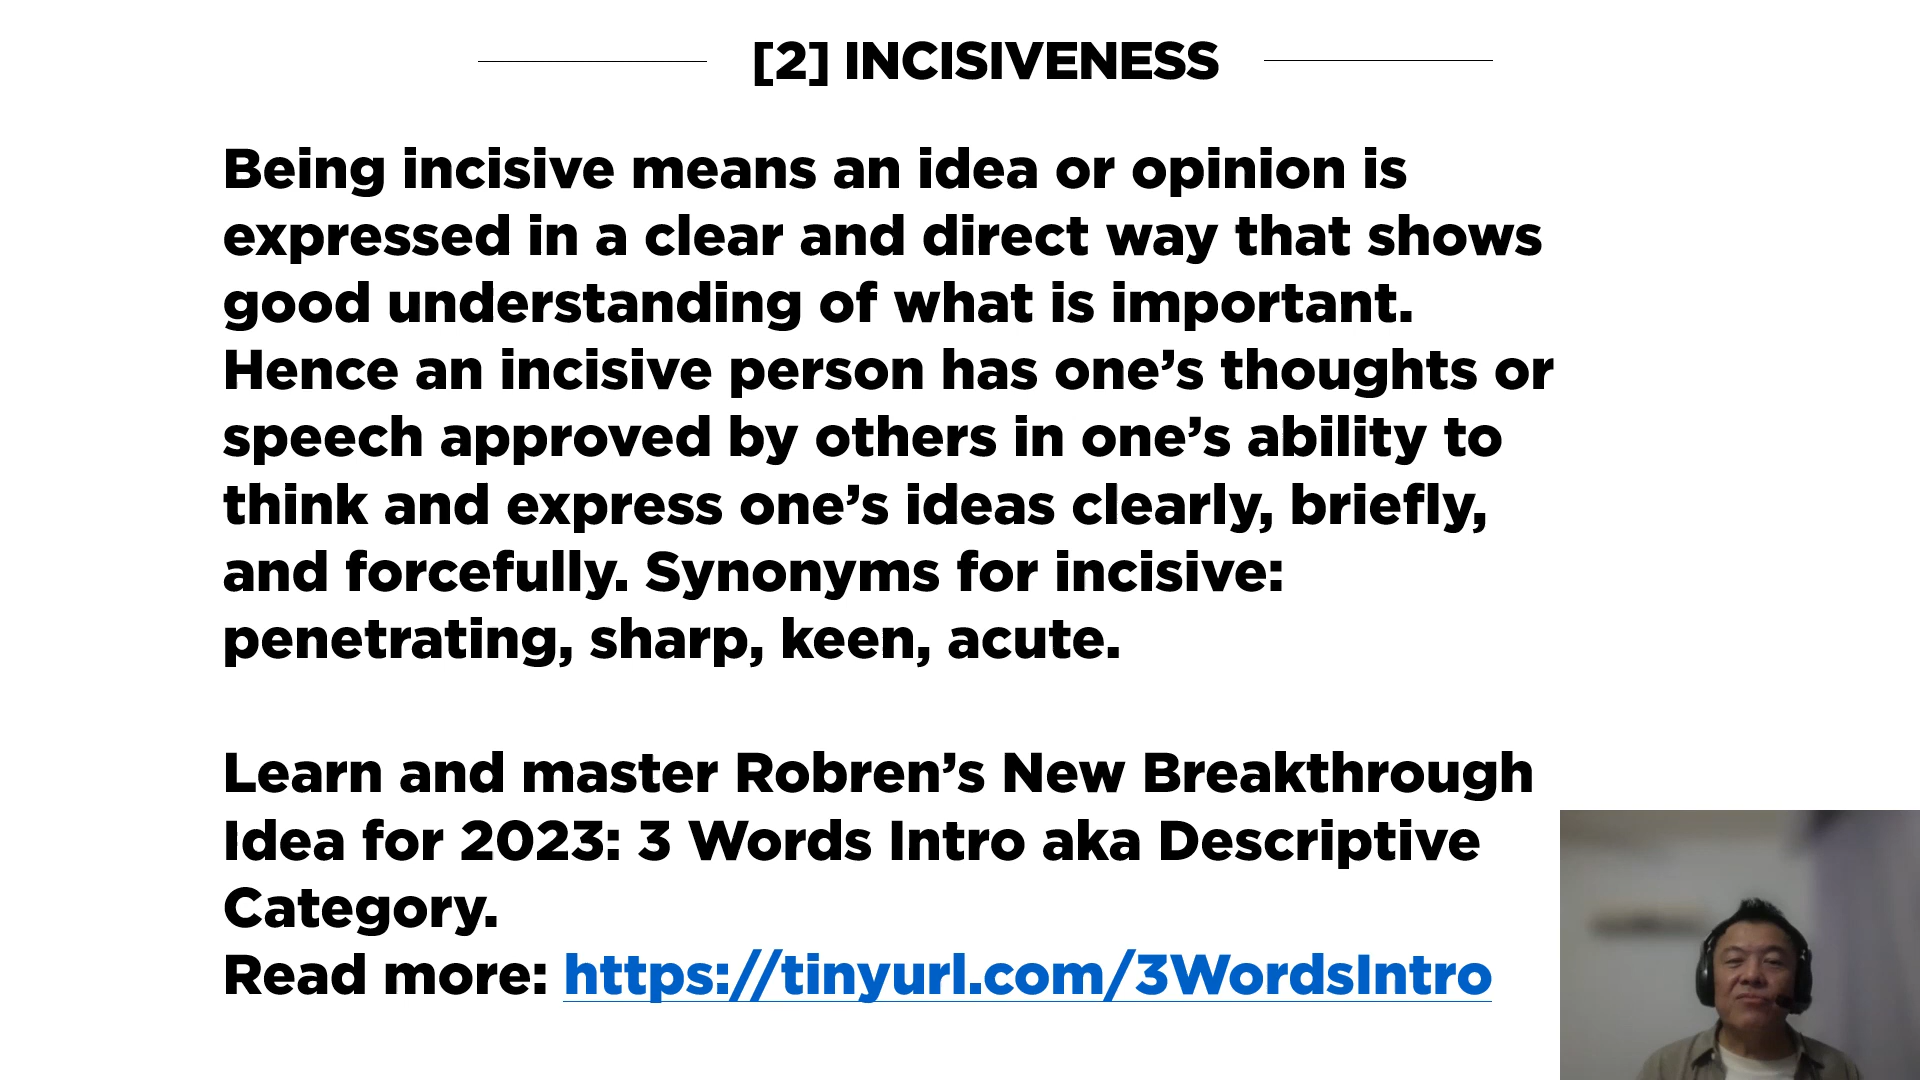 [2] INCISIVENESS
Being incisive means an idea or opinion is
expressed in a clear and direct way that shows
good understanding of what is important.
Hence an incisive person has one’s thoughts or
speech approved by others in one’s ability to
think and express one’s ideas clearly, briefly,
and forcefully. Synonyms for incisive:
penetrating, sharp, keen, acute.
Learn and master Robren’s New Breakthrough
Idea for 2023: 3 Words Intro aka Descriptive
Category.
Read more: https://tinyurl.com/3WordsIntro